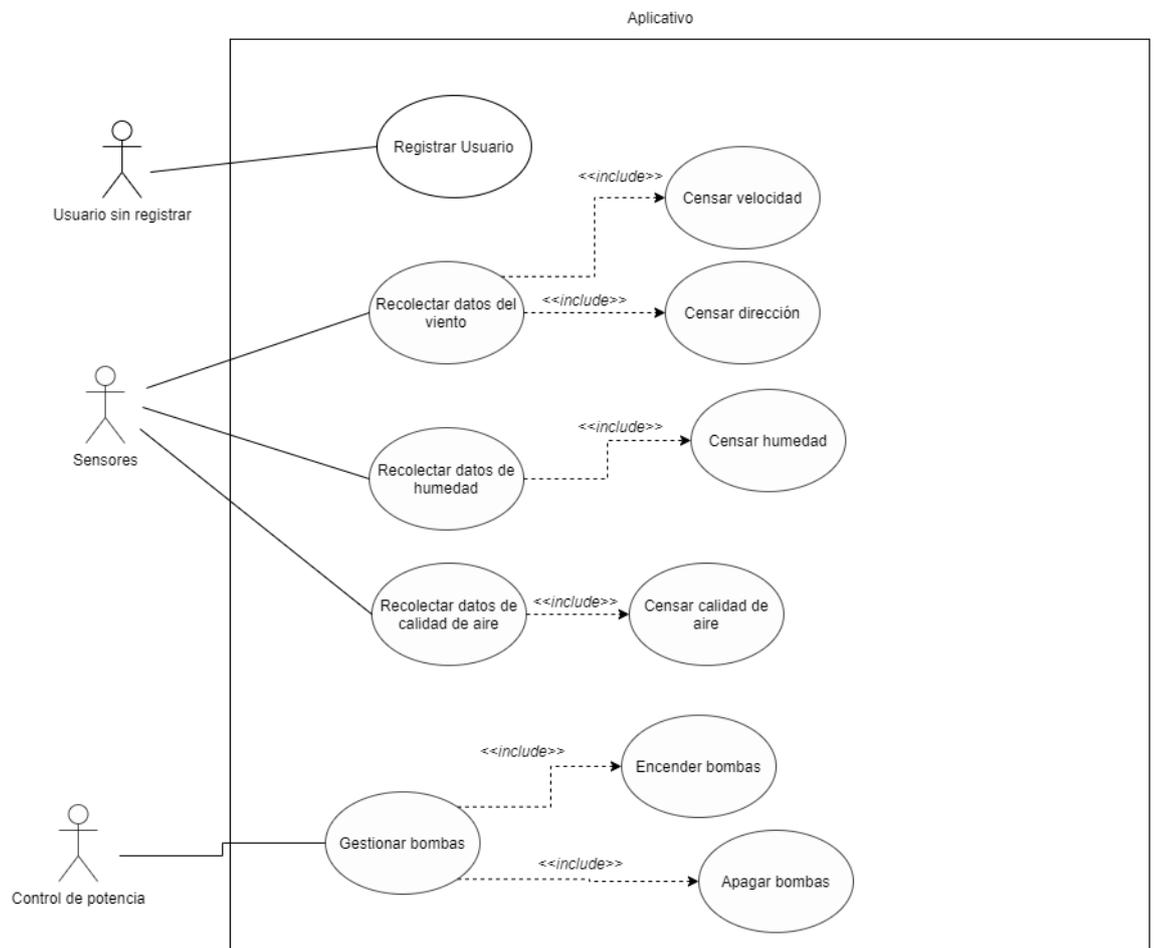 Aplicativo
Registrar Usuario
Usuario sin registrar
<<include>>
Censar velocidad
Recolectar datos del
viento
<<include>>
Censar dirección
Sensores
Recolectar datos de
humedad
<<include>>
Censar humedad
Recolectar datos de
calidad de aire
<<include>>
Censar calidad de
aire
Control de potencia
Gestionar bombas
<<include>>
Encender bombas
<<include>>
Apagar bombas